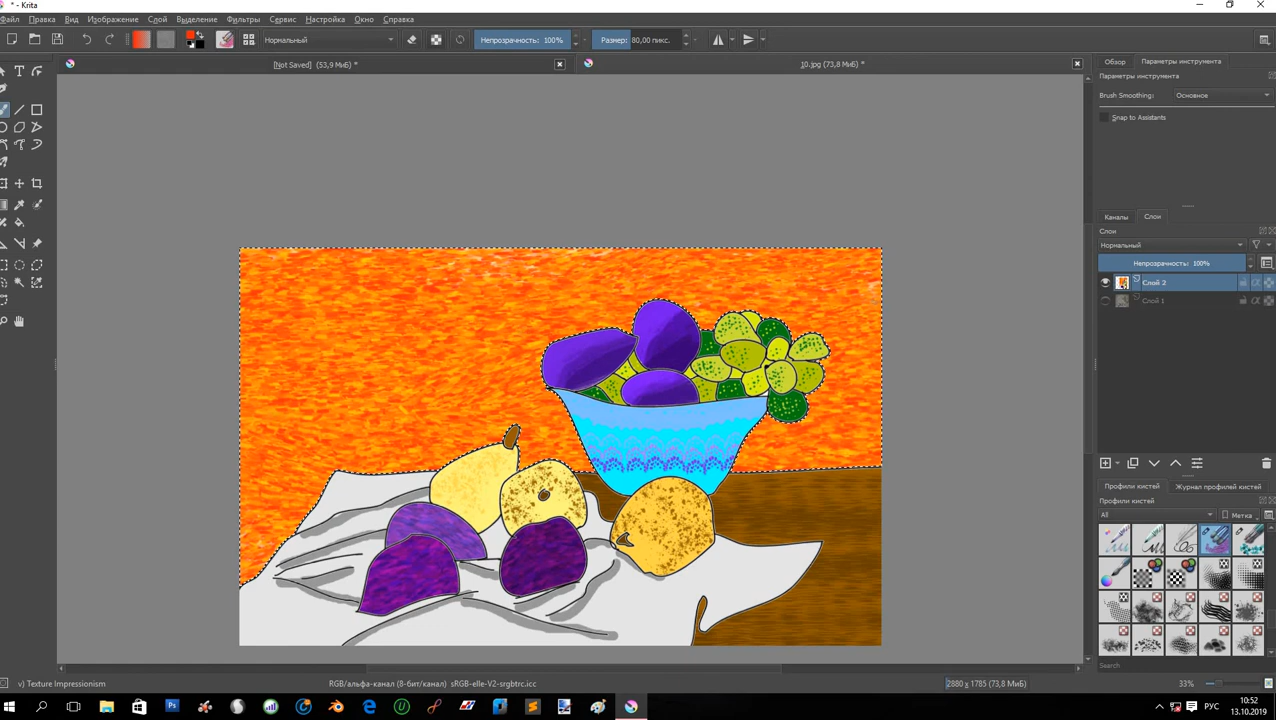 * - Krita
Файл Правка Вид Изображение Слой Выделение Фильтры Сервис Настройка Окно Справка
Нормальный Непрозрачность: 100% Размер: 80,00 пикс.
[Not Saved] (53,9 МиБ) * 10.jpg (73,8 МиБ) *
Обзор Параметры инструмента
Параметры инструмента
Brush Smoothing: Основное
Snap to Assistants
Каналы Слои
Слои
Нормальный
Непрозрачность: 100%
Слой 2
Слой 1
Профили кистей Журнал профилей кистей
Профили кистей
All Метка
Search
v) Texture Impressionism RGB/альфа-канал (8-бит/канал) sRGB-elle-V2-srgbtrc.icc 2880 x 1785 (73,8 МиБ) 33%
РУС 10:52
13.10.2019